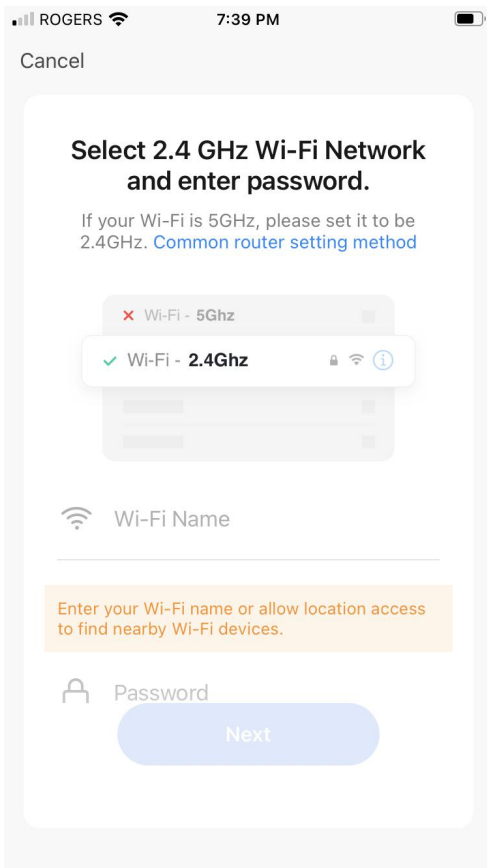 ROGERS 7:39 PM
Cancel
Select 2.4 GHz Wi-Fi Network
and enter password.
If your Wi-Fi is 5GHz, please set it to be
2.4GHz. Common router setting method
Wi-Fi - 5Ghz
Wi-Fi - 2.4Ghz
Wi-Fi Name
Enter your Wi-Fi name or allow location access
to find nearby Wi-Fi devices.
Password
Next